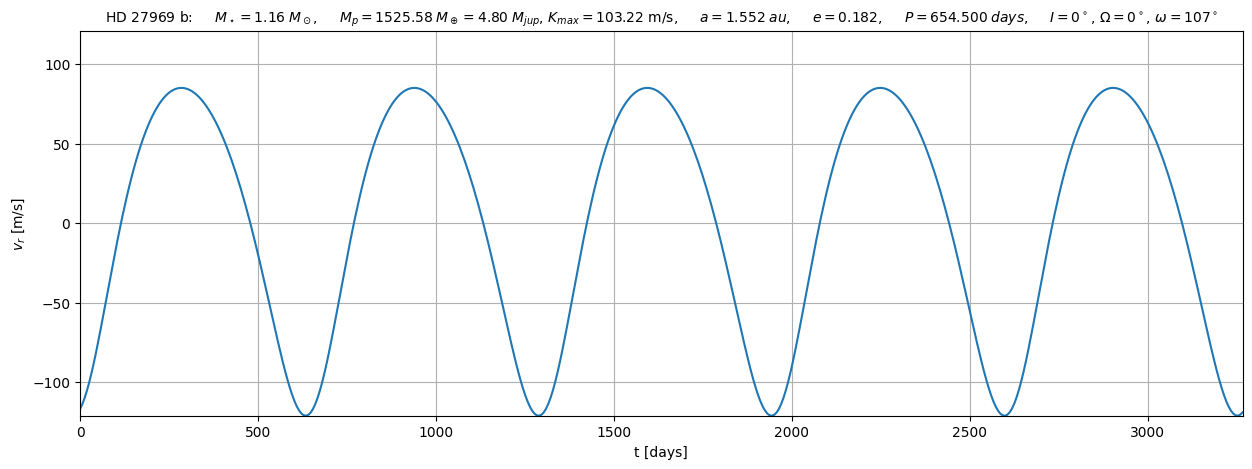 HD 27969 b: M⋆ = 1.16 M⊙, Mp = 1525.58 M⊕ = 4.80 Mjup, Kmax = 103.22 m/s, a = 1.552 au, e = 0.182, P = 654.500 days, I = 0°, Ω = 0°, ω = 107°
100
50
0
−50
−100
vr [m/s]
0 500 1000 1500 2000 2500 3000
t [days]